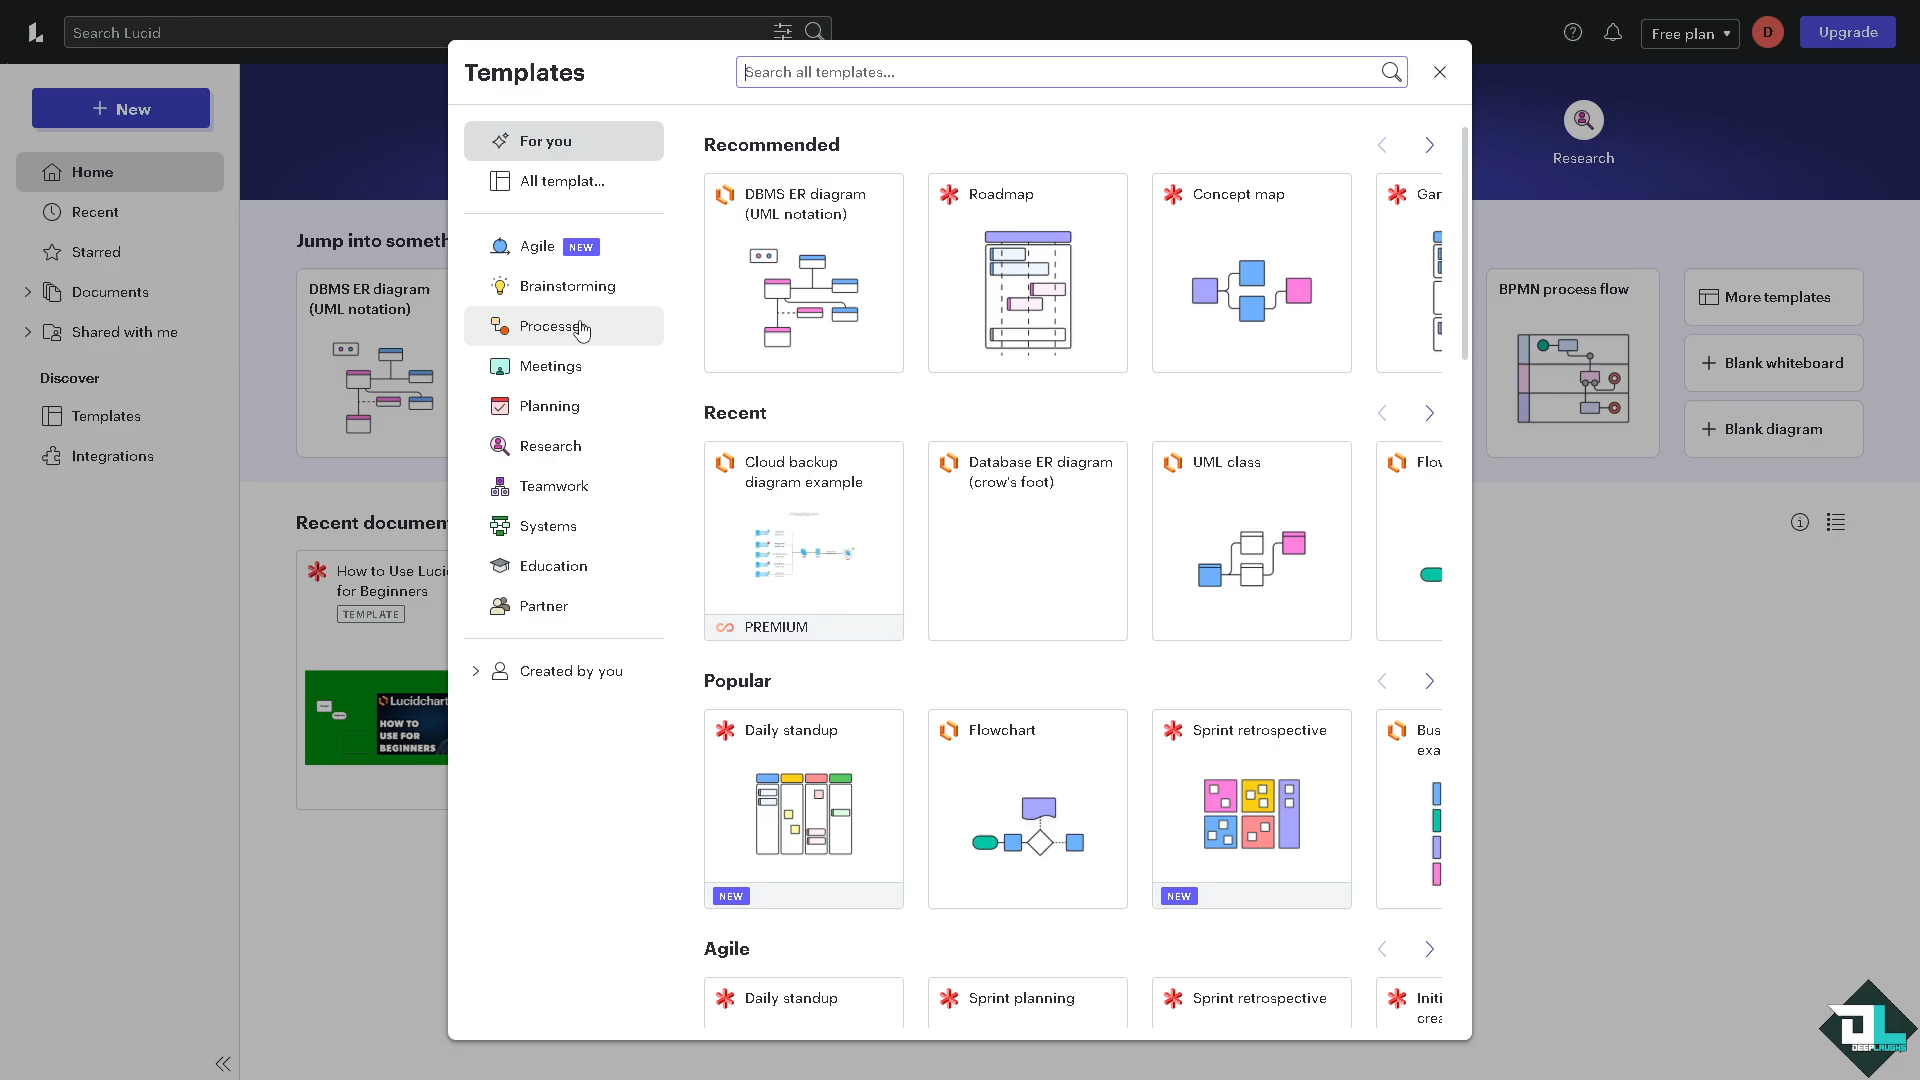 Search Lucid
Free plan
D
Upgrade
New
Home
Recent
Starred
Documents
Shared with me
Discover
Templates
Integrations
Jump into someth
DBMS ER diagram
(UML notation)
Recent documen
How to Use Luci
for Beginners
TEMPLATE
Lucidchart
HOW TO
USE FOR
BEGINNERS
Templates
Search all templates...
For you
All templat...
Agile NEW
Brainstorming
Processes
Meetings
Planning
Research
Teamwork
Systems
Education
Partner
Created by you
Recommended
DBMS ER diagram
(UML notation)
Roadmap
Concept map
Gan
Recent
Cloud backup
diagram example
PREMIUM
Database ER diagram
(crow's foot)
UML class
Flow
Popular
Daily standup
NEW
Flowchart
Sprint retrospective
NEW
Bus
exa
Agile
Daily standup
Sprint planning
Sprint retrospective
Initi
crea
Research
BPMN process flow
More templates
Blank whiteboard
Blank diagram
DL
DEEPLAUGHS